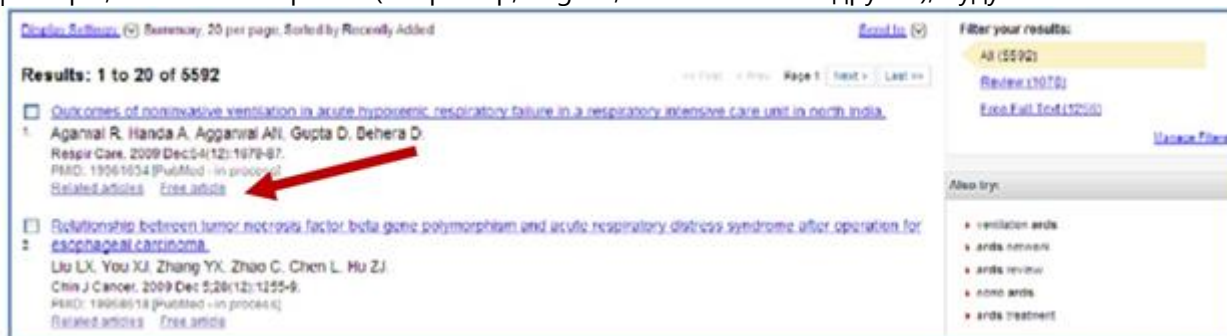 Display Settings: Summary, 20 per page, Sorted by Recently Added
Send to:
Filter your results:
All (5592)
Review (1078)
Free Full Text (1256)
Manage Filters
Results: 1 to 20 of 5592
<< First < Prev Page 1 Next > Last >>
Outcomes of noninvasive ventilation in acute hypoxemic respiratory failure in a respiratory intensive care unit in north india.
1. Agarwal R, Handa A, Aggarwal AN, Gupta D, Behera D.
Respir Care. 2009 Dec;54(12):1679-87.
PMID: 19961634 [PubMed - in process]
Related articles Free article
Relationship between tumor necrosis factor beta gene polymorphism and acute respiratory distress syndrome after operation for
2. esophageal carcinoma.
Liu LX, You XJ, Zhang YX, Zhao C, Chen L, Hu ZJ.
Chin J Cancer. 2009 Dec 5;28(12):1255-9.
PMID: 19958618 [PubMed - in process]
Related articles Free article
Also try:
ventilation ards
ards network
ards review
ards treatment